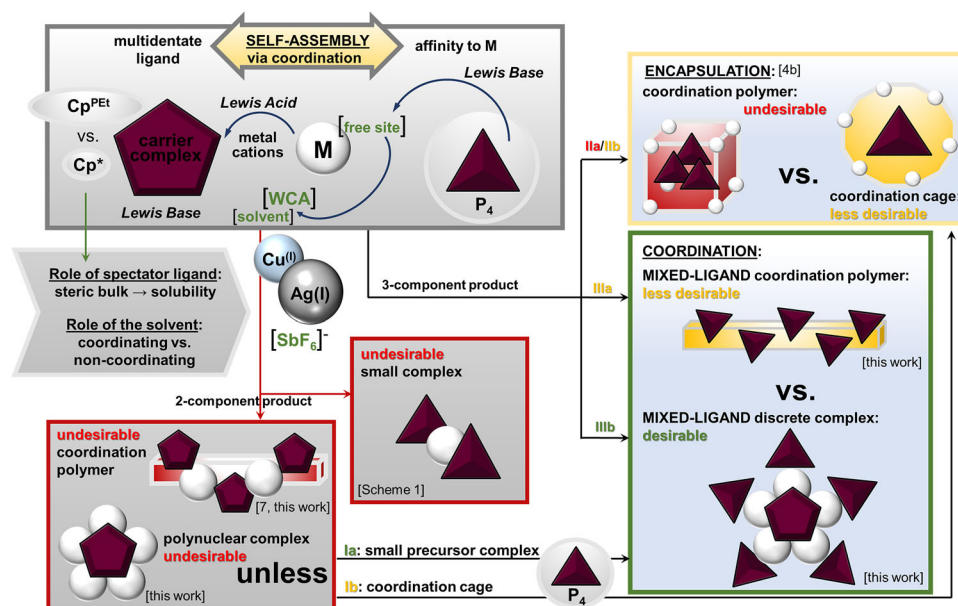 multidentate
ligand
SELF-ASSEMBLY
via coordination
affinity to M
Lewis Base
Cp^PEt
vs.
Cp*
carrier
complex
Lewis Base
Lewis Acid
metal
cations
M
[free site]
[WCA]
[solvent]
P4
Role of spectator ligand:
steric bulk → solubility
Role of the solvent:
coordinating vs.
non-coordinating
Cu(I)
Ag(I)
[SbF6]-
3-component product
2-component product
undesirable
small complex
[Scheme 1]
undesirable
coordination
polymer
[7, this work]
polynuclear complex
undesirable
unless
[this work]
Ia: small precursor complex
Ib: coordination cage
P4
IIa/IIb
ENCAPSULATION: [4b]
coordination polymer:
undesirable
vs.
coordination cage:
less desirable
IIIa
COORDINATION:
MIXED-LIGAND coordination polymer:
less desirable
[this work]
vs.
IIIb
MIXED-LIGAND discrete complex:
desirable
[this work]